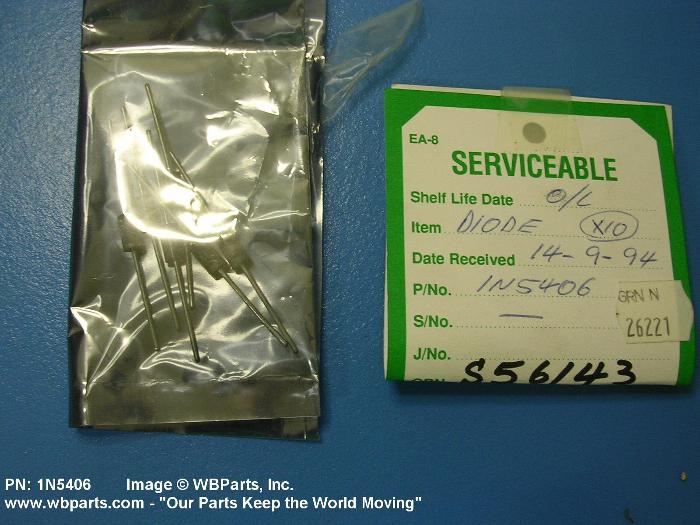 EA-8
SERVICEABLE
Shelf Life Date O/L
Item DIODE X10
Date Received 14-9-94
P/No. 1N5406
GRN N
26221
S/No. —
J/No.
S56143
PN: 1N5406 Image © WBParts, Inc.
www.wbparts.com - "Our Parts Keep the World Moving"